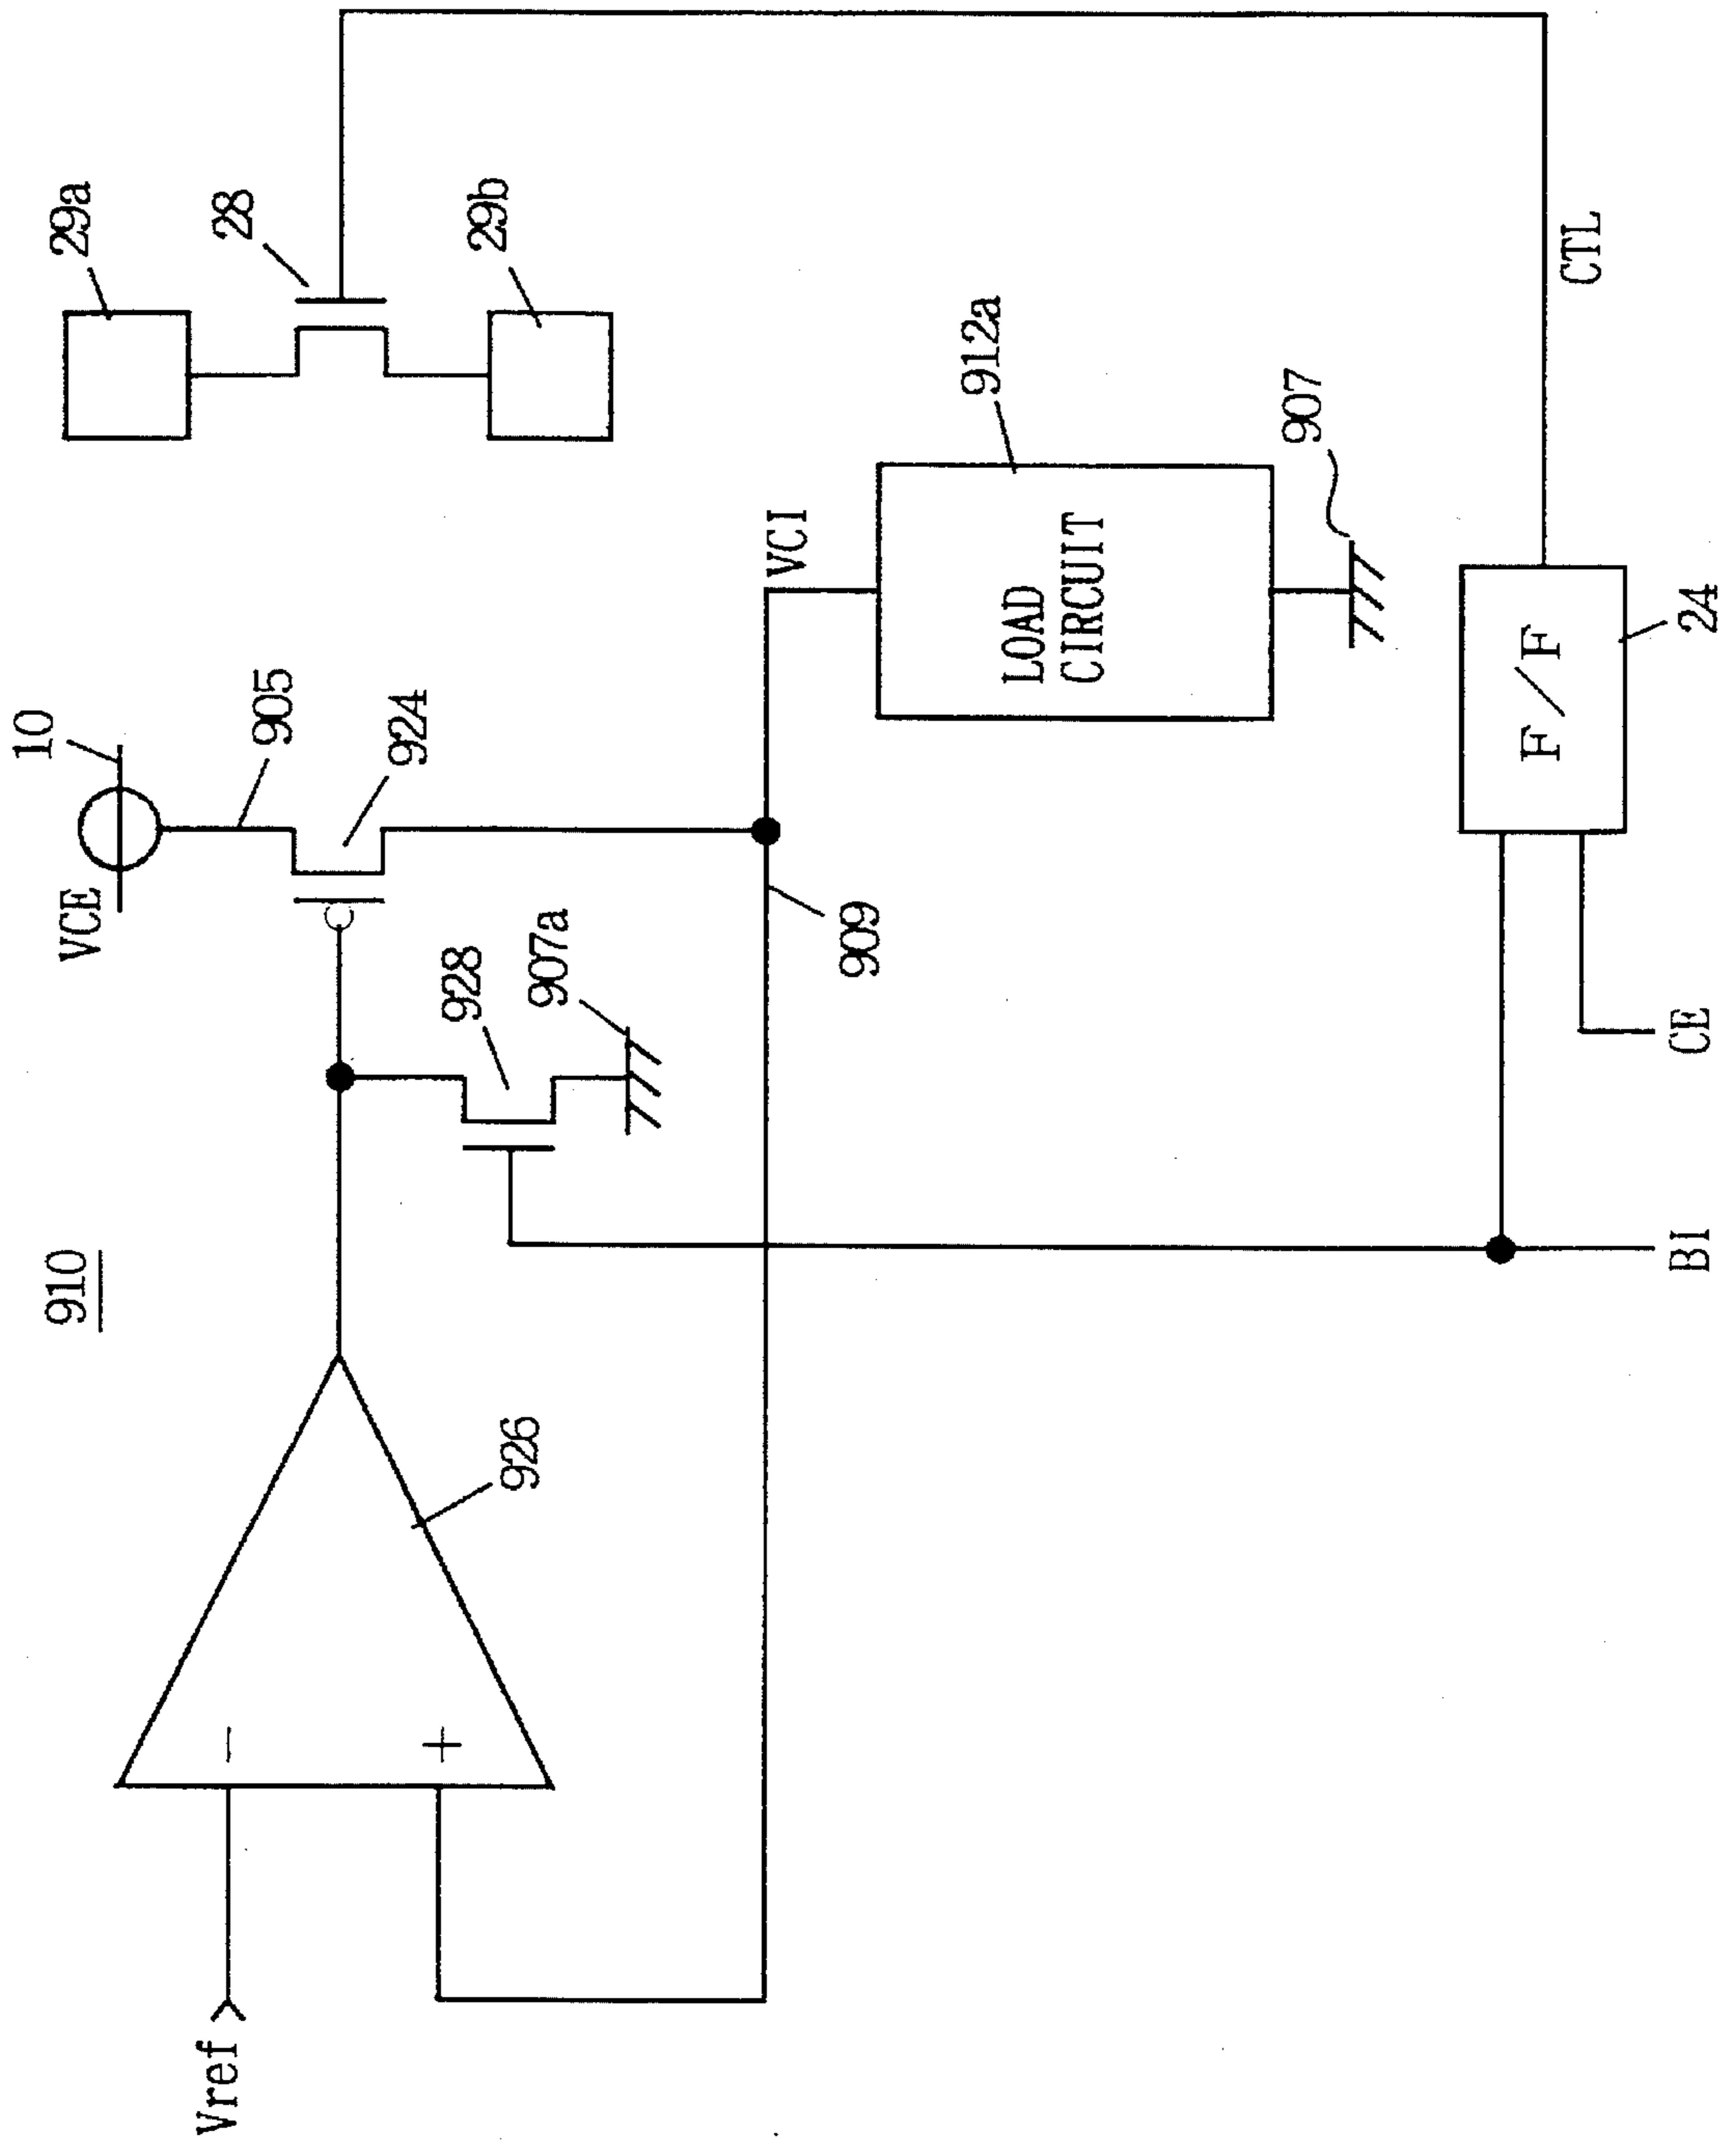 910
VCE
10
905
924
29a
28
29b
928
907a
926
Vref
-
+
909
VCI
912a
LOAD
CIRCUIT
907
F/F
24
CTL
BI
CE